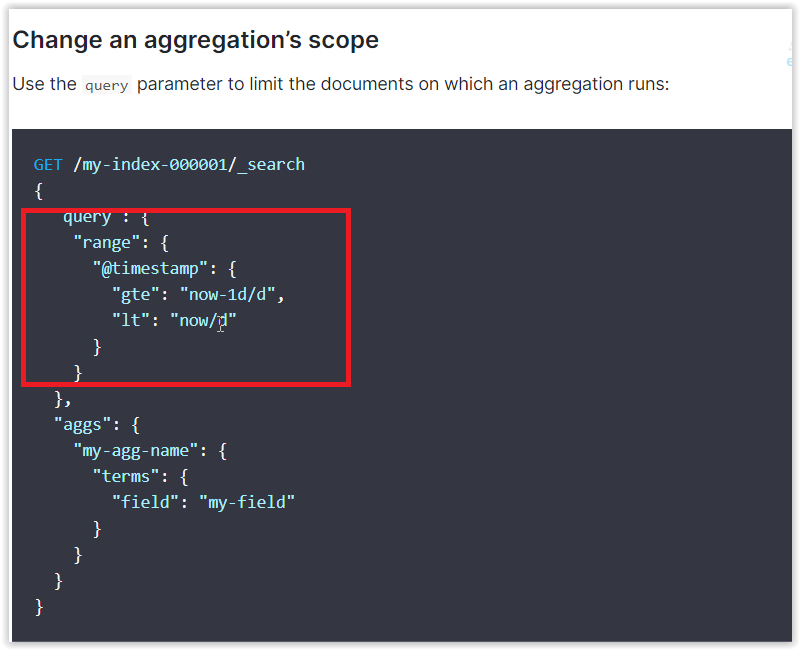 Change an aggregation’s scope
Use the query parameter to limit the documents on which an aggregation runs:
GET /my-index-000001/_search
{
query": {
"range": {
"@timestamp": {
"gte": "now-1d/d",
"lt": "now/d"
}
}
},
"aggs": {
"my-agg-name": {
"terms": {
"field": "my-field"
}
}
}
}